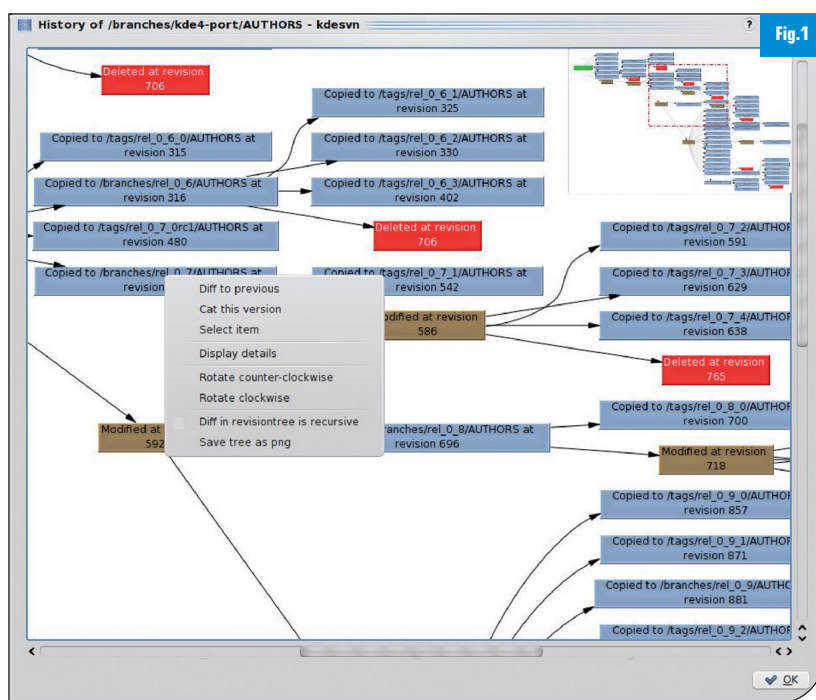 History of /branches/kde4-port/AUTHORS - kdesvn
?
Fig.1
Deleted at revision
706
Copied to /tags/rel_0_6_1/AUTHORS at
revision 325
Copied to /tags/rel_0_6_0/AUTHORS at
revision 315
Copied to /tags/rel_0_6_2/AUTHORS at
revision 330
Copied to /branches/rel_0_6/AUTHORS at
revision 316
Copied to /tags/rel_0_6_3/AUTHORS at
revision 402
Copied to /tags/rel_0_7_0rc1/AUTHORS at
revision 480
Deleted at revision
706
Copied to /tags/rel_0_7_2/AUTHOR
revision 591
Copied to /branches/rel_0_7/AUTHORS at
revision
Copied to /tags/rel_0_7_1/AUTHORS at
revision 542
Copied to /tags/rel_0_7_3/AUTHOR
revision 629
Diff to previous
Cat this version
Select item
Display details
Rotate counter-clockwise
Rotate clockwise
Diff in revisiontree is recursive
Save tree as png
odified at revision
586
Copied to /tags/rel_0_7_4/AUTHOR
revision 638
Deleted at revision
765
Modified at
592
ranches/rel_0_8/AUTHORS at
revision 696
Copied to /tags/rel_0_8_0/AUTHOR
revision 700
Modified at revision
718
Copied to /tags/rel_0_9_0/AUTHOR
revision 857
Copied to /tags/rel_0_9_1/AUTHOR
revision 871
Copied to /branches/rel_0_9/AUTHO
revision 881
Copied to /tags/rel_0_9_2/AUTHOR
OK